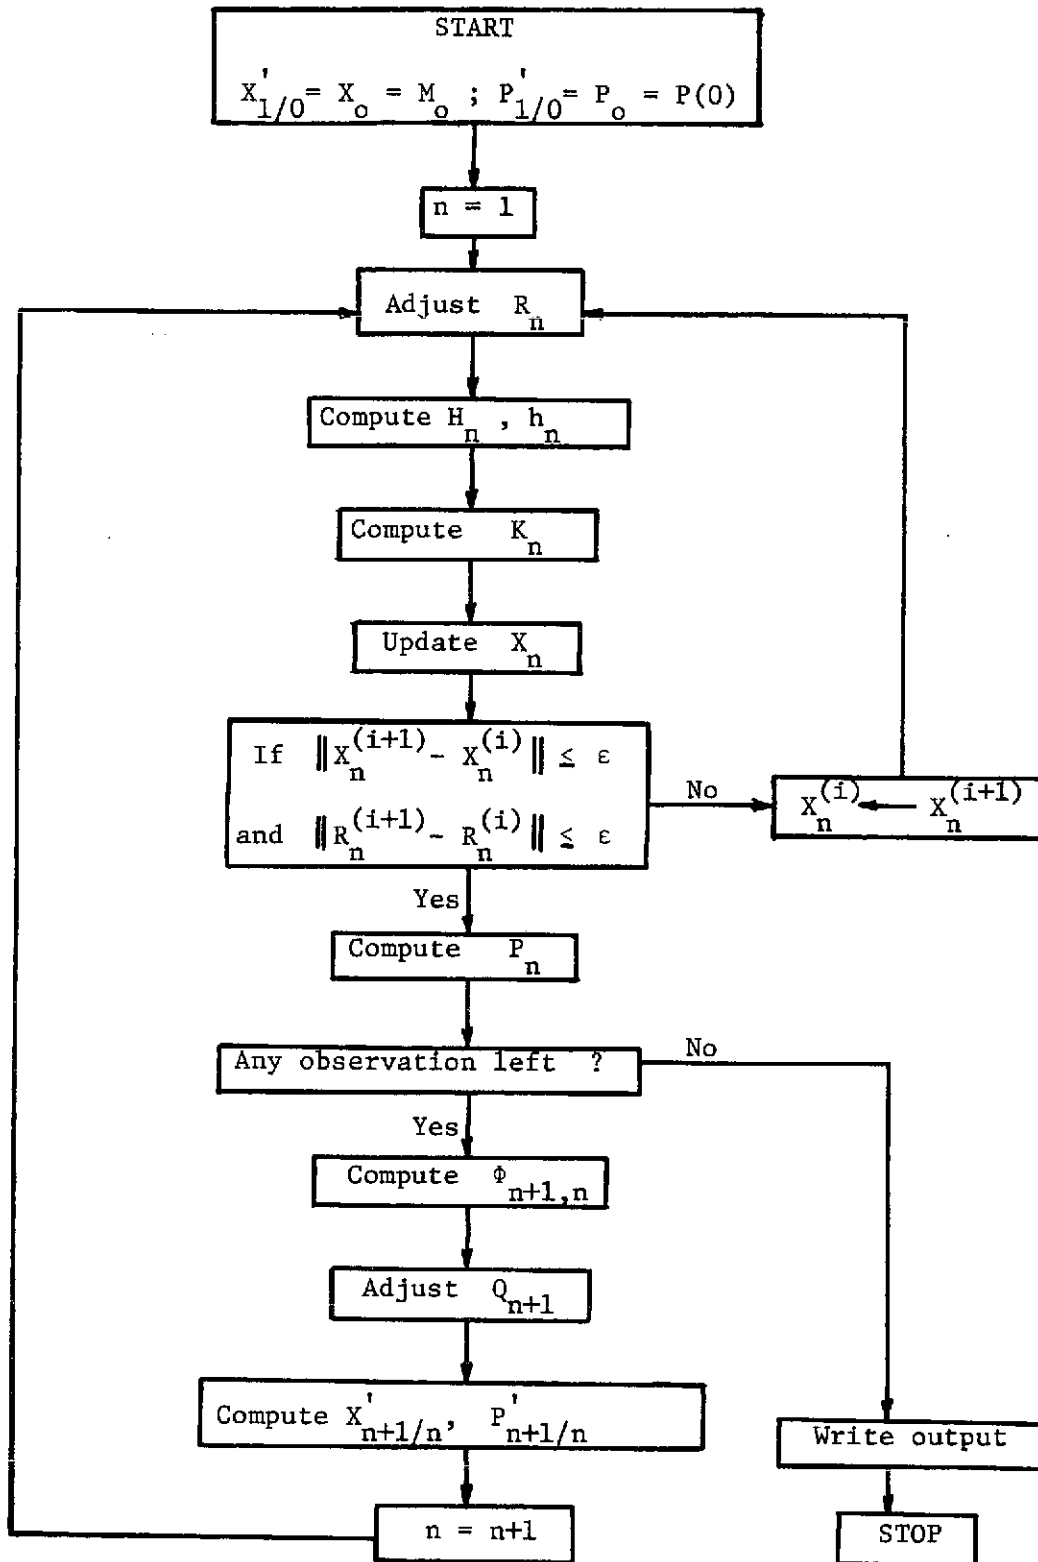 START
X'₁/₀ = Xₒ = Mₒ ; P'₁/₀ = Pₒ = P(0)
n = 1
Adjust Rₙ
Compute Hₙ , hₙ
Compute Kₙ
Update Xₙ
If ‖Xₙ^(i+1) - Xₙ^(i)‖ ≤ ε
and ‖Rₙ^(i+1) - Rₙ^(i)‖ ≤ ε
No
Xₙ^(i) ← Xₙ^(i+1)
Yes
Compute Pₙ
Any observation left ?
No
Yes
Compute Φₙ₊₁,ₙ
Adjust Qₙ₊₁
Compute X'ₙ₊₁/ₙ, P'ₙ₊₁/ₙ
Write output
n = n+1
STOP